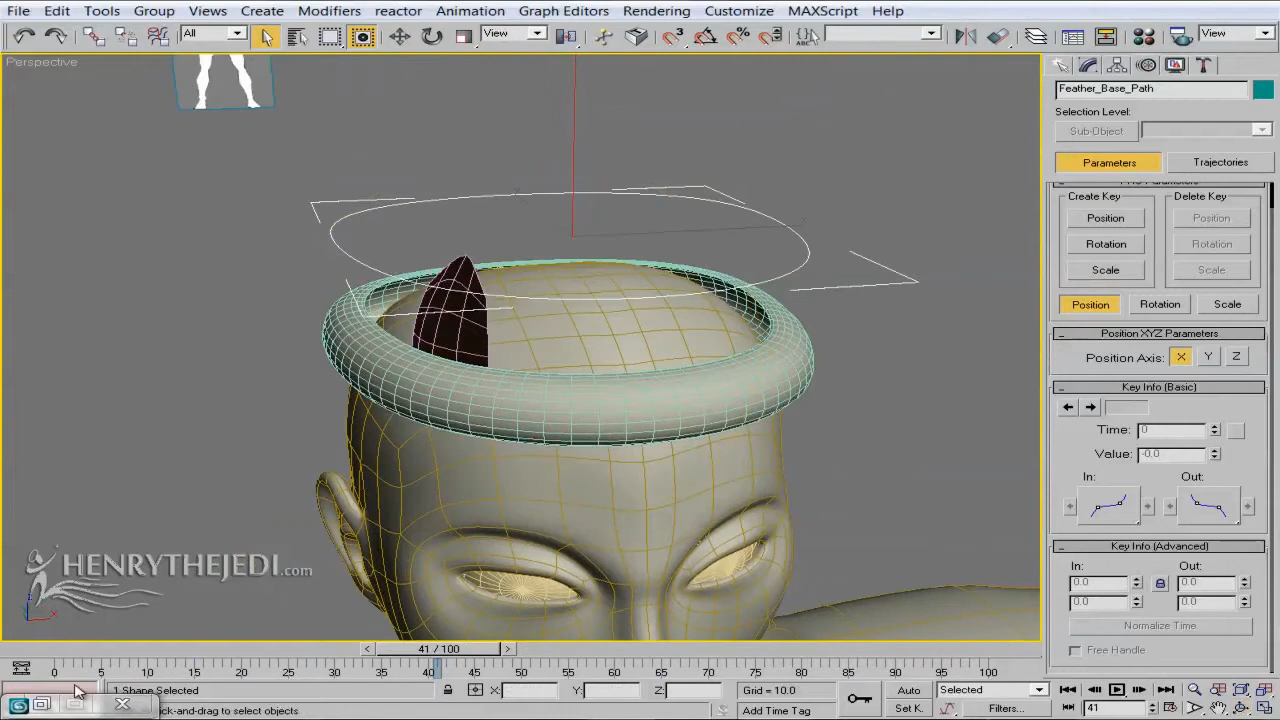 File Edit Tools Group Views Create Modifiers reactor Animation Graph Editors Rendering Customize MAXScript Help
All View 3 View
Perspective
Feather_Base_Path
Selection Level:
Sub-Object
Parameters Trajectories
Create Key Delete Key
Position Position
Rotation Rotation
Scale Scale
Position Rotation Scale
Position XYZ Parameters
Position Axis: X Y Z
Key Info (Basic)
Time: 0
Value: -0.0
In: Out:
Key Info (Advanced)
In: Out:
0.0 0.0
0.0 0.0
Normalize Time
Free Handle
HENRYTHEJEDI.com
41 / 100
0 5 10 15 20 25 30 35 40 45 50 55 60 65 70 75 80 85 90 95 100
1 Shape Selected X: Y: Z: Grid = 10.0 Auto Selected
ck-and-drag to select objects Add Time Tag Set K. Filters... 41